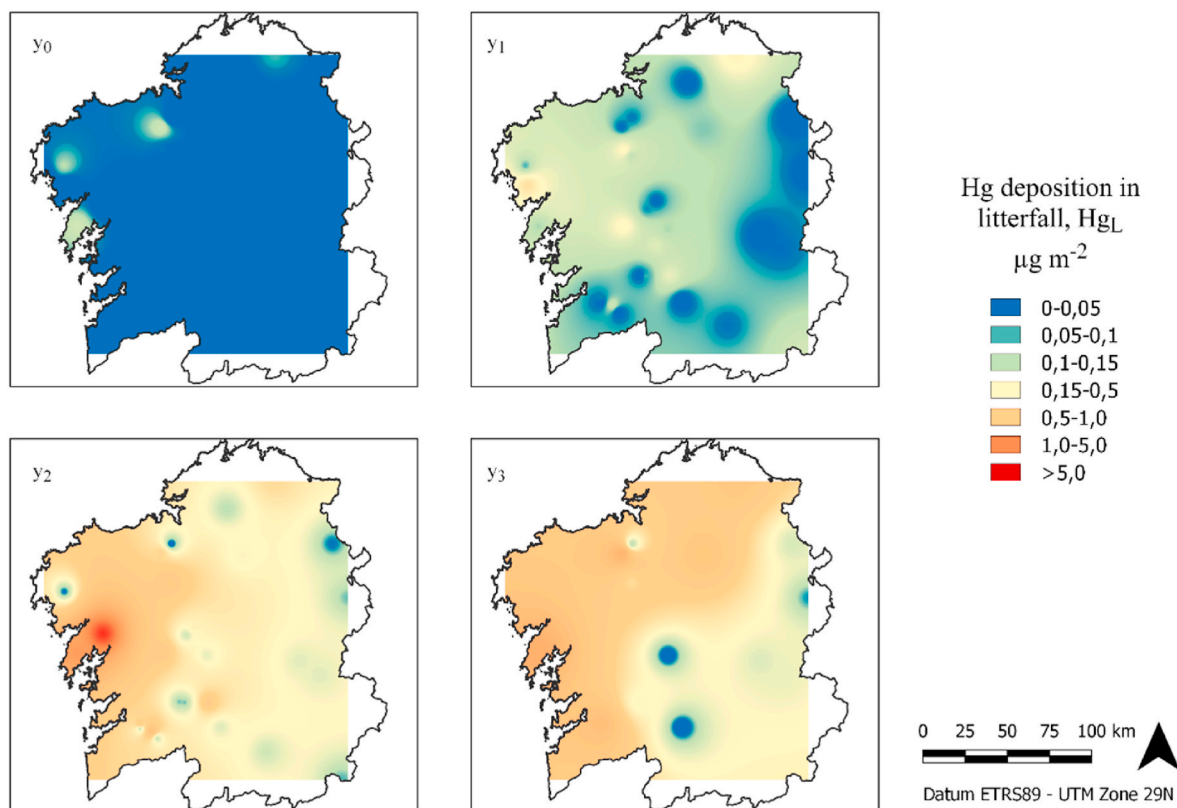 y0
y1
Hg deposition in
litterfall, HgL
µg m-2
0-0,05
0,05-0,1
0,1-0,15
0,15-0,5
0,5-1,0
1,0-5,0
>5,0
y2
y3
0 25 50 75 100 km
Datum ETRS89 - UTM Zone 29N